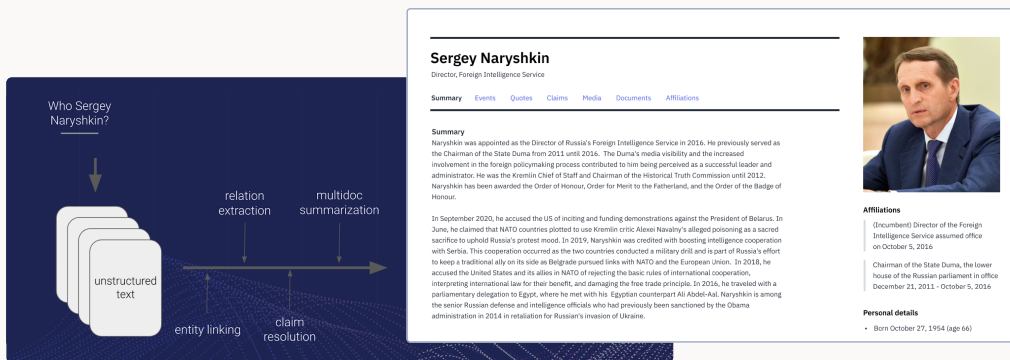 Who Sergey
Naryshkin?
unstructured
text
relation
extraction
multidoc
summarization
entity linking
claim
resolution
Sergey Naryshkin
Director, Foreign Intelligence Service
Summary Events Quotes Claims Media Documents Affiliations
Summary
Naryshkin was appointed as the Director of Russia's Foreign Intelligence Service in 2016. He previously served as
the Chairman of the State Duma from 2011 until 2016. The Duma's media visibility and the increased
involvement in the foreign policymaking process contributed to him being perceived as a successful leader and
administrator. He was the Kremlin Chief of Staff and Chairman of the Historical Truth Commission until 2012.
Naryshkin has been awarded the Order of Honour, Order for Merit to the Fatherland, and the Order of the Badge of
Honour.
In September 2020, he accused the US of inciting and funding demonstrations against the President of Belarus. In
June, he claimed that NATO countries plotted to use Kremlin critic Alexei Navalny's alleged poisoning as a sacred
sacrifice to uphold Russia's protest mood. In 2019, Naryshkin was credited with boosting intelligence cooperation
with Serbia. This cooperation occurred as the two countries conducted a military drill and is part of Russia's effort
to keep a traditional ally on its side as Belgrade pursued links with NATO and the European Union. In 2018, he
accused the United States and its allies in NATO of rejecting the basic rules of international cooperation,
interpreting international law for their benefit, and damaging the free trade principle. In 2016, he traveled with a
parliamentary delegation to Egypt, where he met with his Egyptian counterpart Ali Abdel-Aal. Naryshkin is among
the senior Russian defense and intelligence officials who had previously been sanctioned by the Obama
administration in 2014 in retaliation for Russian's invasion of Ukraine.
Affiliations
(Incumbent) Director of the Foreign
Intelligence Service assumed office
on October 5, 2016
Chairman of the State Duma, the lower
house of the Russian parliament in office
December 21, 2011 - October 5, 2016
Personal details
• Born October 27, 1954 (age 66)